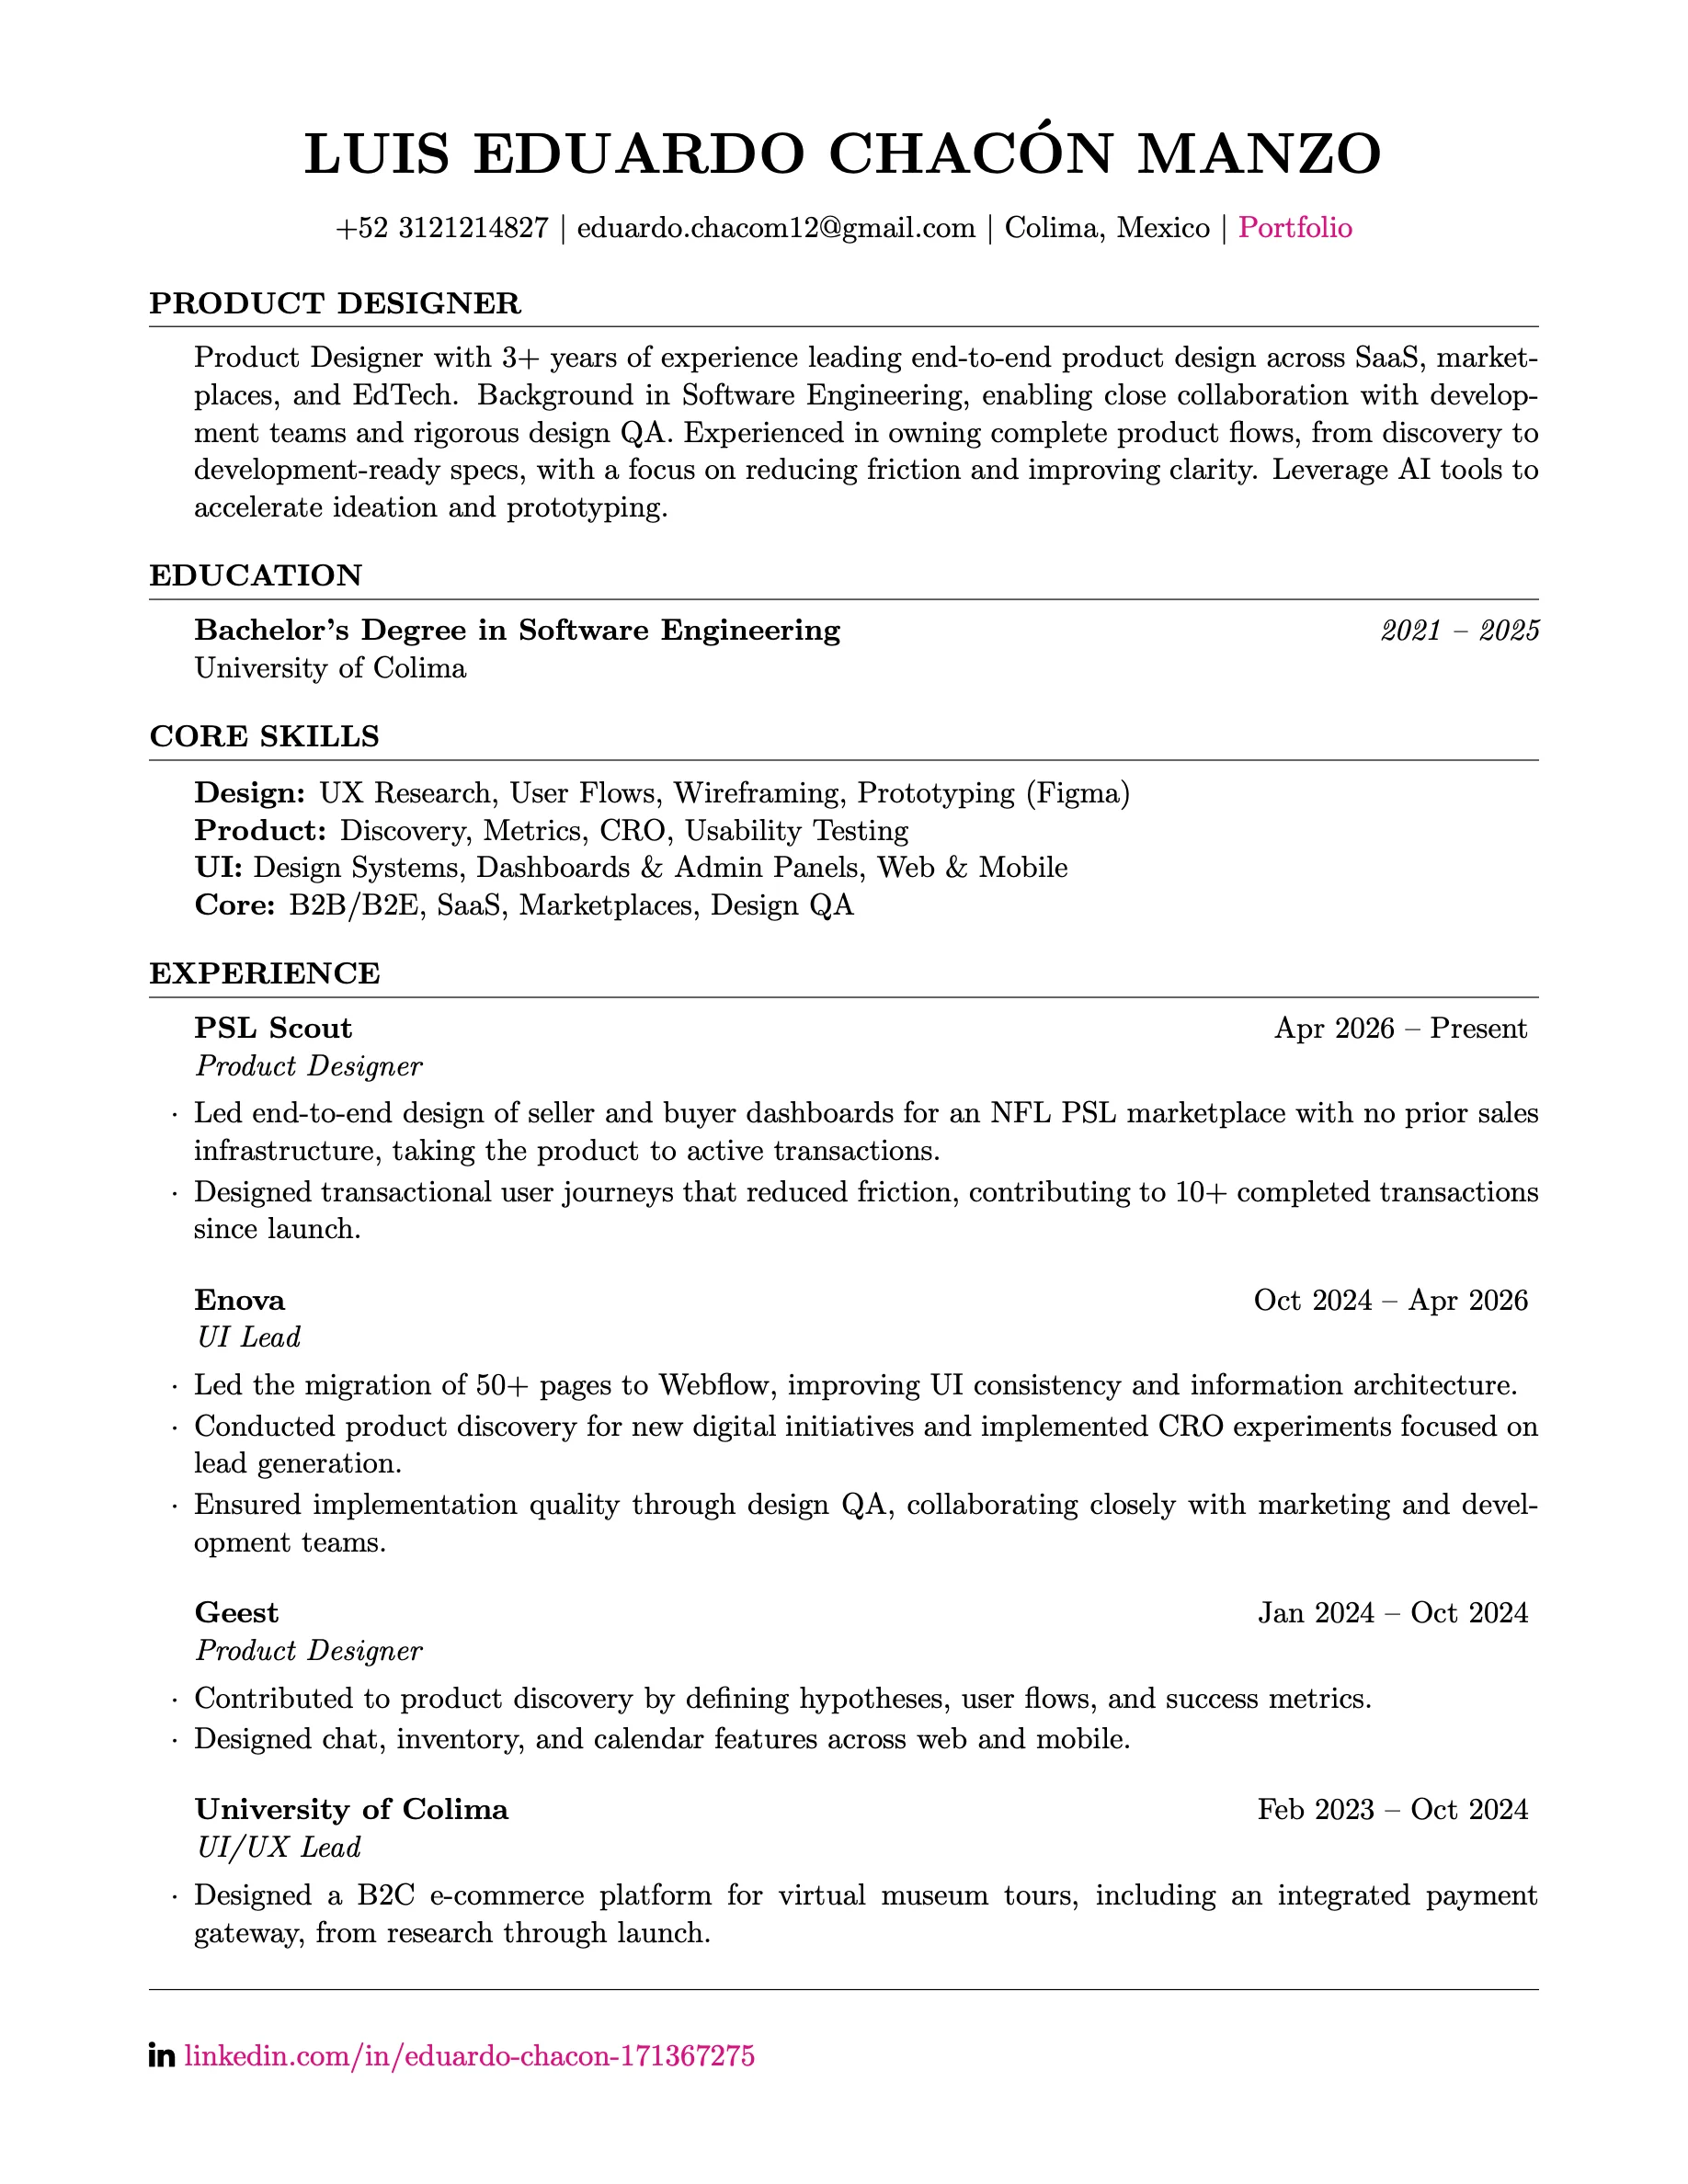 LUIS EDUARDO CHACÓN MANZO
+52 3121214827 | eduardo.chacom12@gmail.com | Colima, Mexico | Portfolio
PRODUCT DESIGNER
Product Designer with 3+ years of experience leading end-to-end product design across SaaS, market-
places, and EdTech. Background in Software Engineering, enabling close collaboration with develop-
ment teams and rigorous design QA. Experienced in owning complete product flows, from discovery to
development-ready specs, with a focus on reducing friction and improving clarity. Leverage AI tools to
accelerate ideation and prototyping.
EDUCATION
Bachelor's Degree in Software Engineering 2021 – 2025
University of Colima
CORE SKILLS
Design: UX Research, User Flows, Wireframing, Prototyping (Figma)
Product: Discovery, Metrics, CRO, Usability Testing
UI: Design Systems, Dashboards & Admin Panels, Web & Mobile
Core: B2B/B2E, SaaS, Marketplaces, Design QA
EXPERIENCE
PSL Scout Apr 2026 – Present
Product Designer
· Led end-to-end design of seller and buyer dashboards for an NFL PSL marketplace with no prior sales
infrastructure, taking the product to active transactions.
· Designed transactional user journeys that reduced friction, contributing to 10+ completed transactions
since launch.
Enova Oct 2024 – Apr 2026
UI Lead
· Led the migration of 50+ pages to Webflow, improving UI consistency and information architecture.
· Conducted product discovery for new digital initiatives and implemented CRO experiments focused on
lead generation.
· Ensured implementation quality through design QA, collaborating closely with marketing and devel-
opment teams.
Geest Jan 2024 – Oct 2024
Product Designer
· Contributed to product discovery by defining hypotheses, user flows, and success metrics.
· Designed chat, inventory, and calendar features across web and mobile.
University of Colima Feb 2023 – Oct 2024
UI/UX Lead
· Designed a B2C e-commerce platform for virtual museum tours, including an integrated payment
gateway, from research through launch.
in linkedin.com/in/eduardo-chacon-171367275